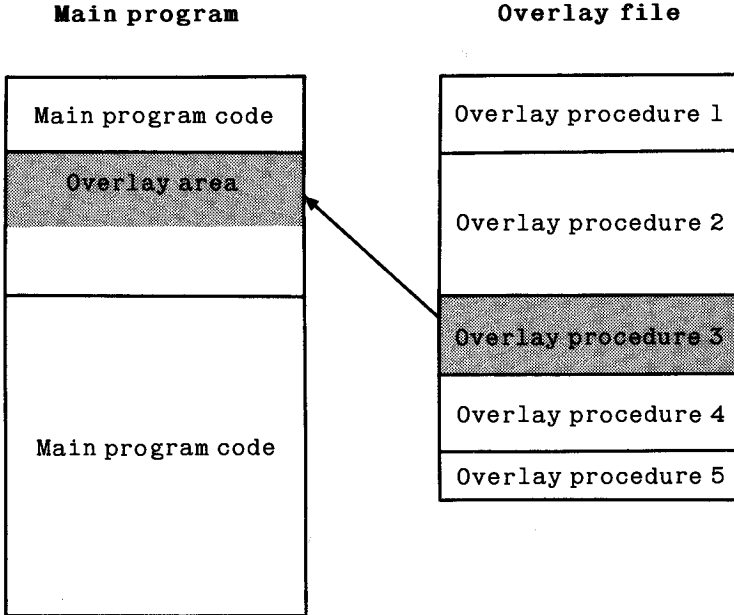 Main program
Main program code
Overlay area
Main program code
Overlay file
Overlay procedure 1
Overlay procedure 2
Overlay procedure 3
Overlay procedure 4
Overlay procedure 5